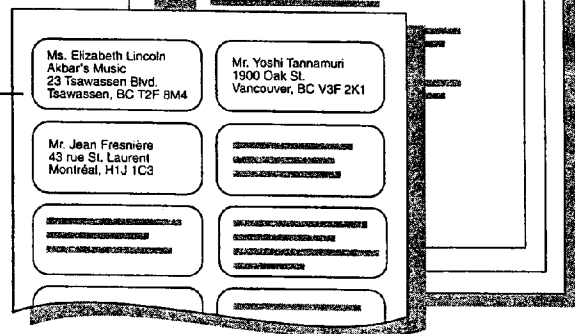 Ms. Elizabeth Lincoln
Akbar's Music
23 Tsawassen Blvd.
Tsawassen, BC T2F 8M4
Mr. Yoshi Tannamuri
1900 Oak St.
Vancouver, BC V3F 2K1
Mr. Jean Fresnière
43 rue St. Laurent
Montréal, H1J 1C3